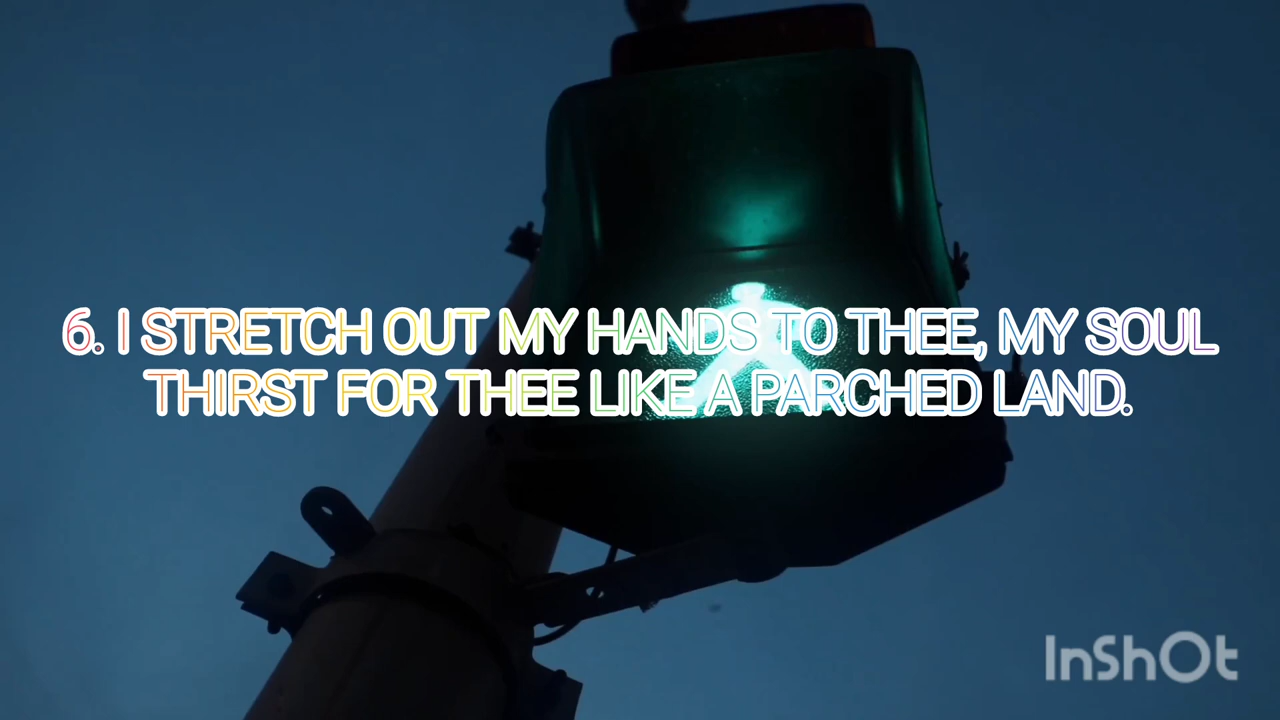 6. I STRETCH OUT MY HANDS TO THEE, MY SOUL
THIRST FOR THEE LIKE A PARCHED LAND.
InShOt